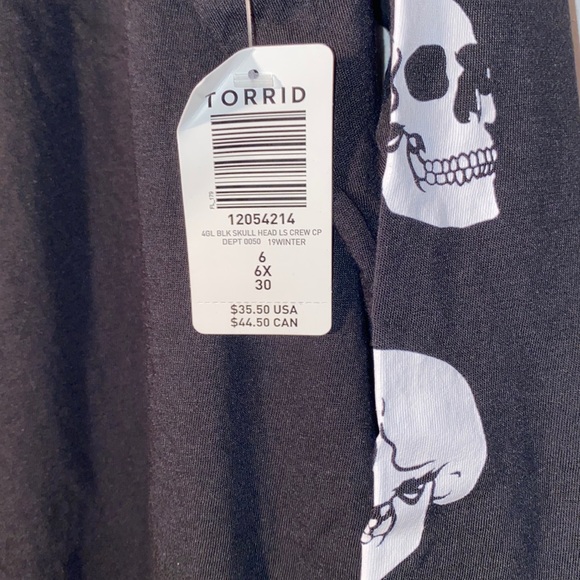 TORRID
12054214
4GL BLK SKULL HEAD LS CREW CP
DEPT 0050 19WINTER
6
6X
30
$35.50 USA
$44.50 CAN